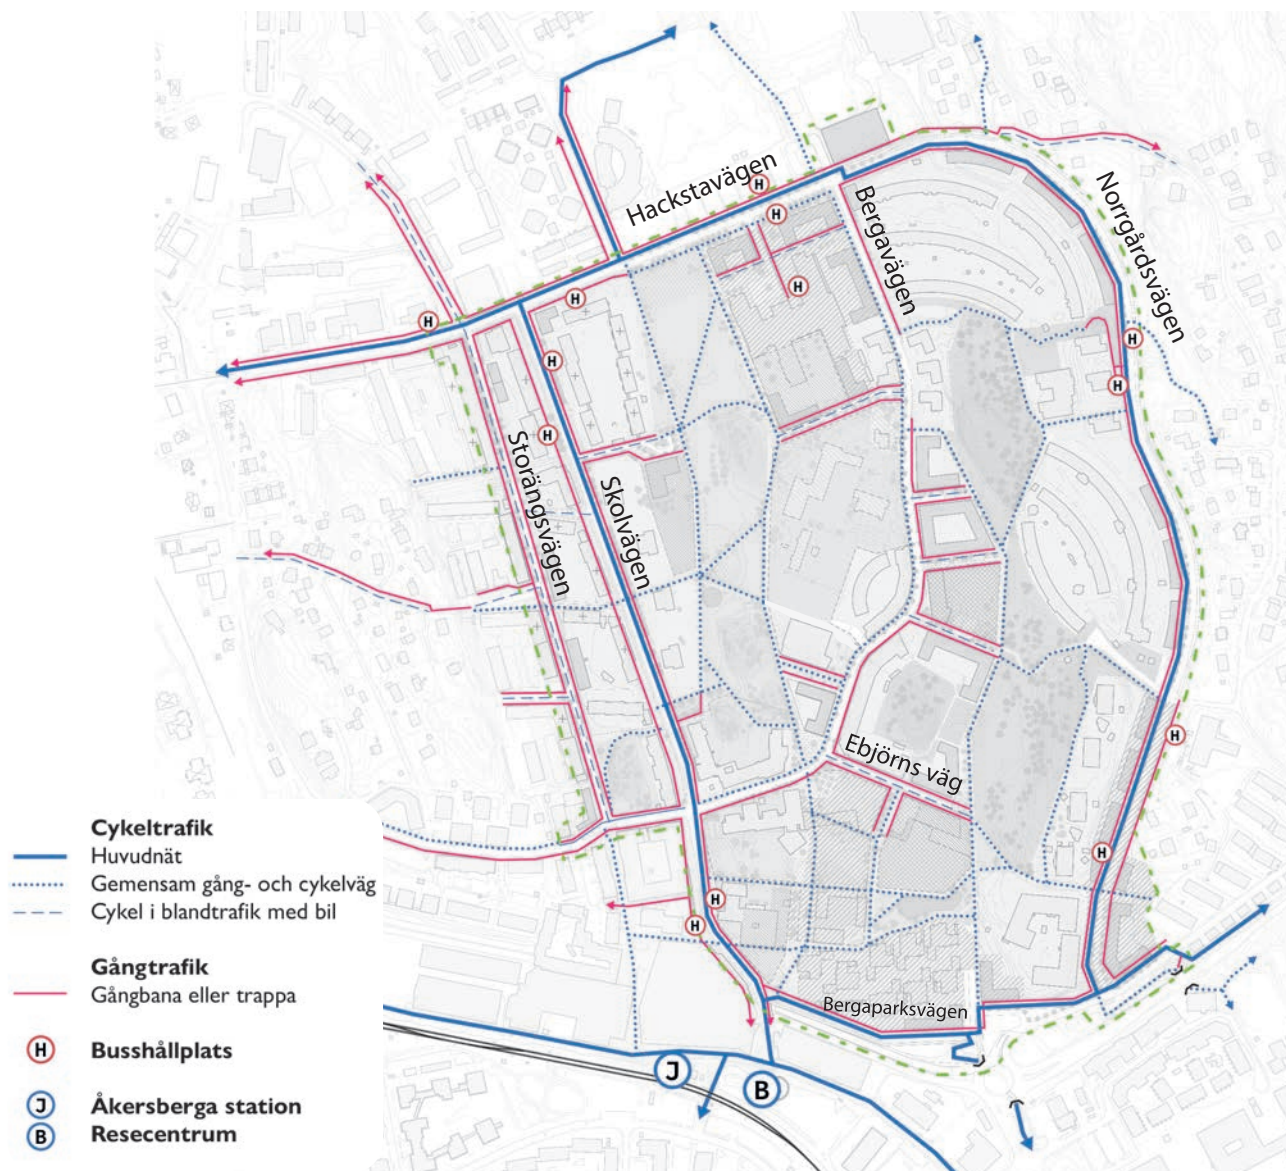 Hackstavägen
Bergavägen
Norrgårdsvägen
Storängsvägen
Skolvägen
Ebjörns väg
Bergaparksvägen
H
H
H
H
H
H
H
H
H
H
H
H
H
J
B
Cykeltrafik
Huvudnät
Gemensam gång- och cykelväg
Cykel i blandtrafik med bil
Gångtrafik
Gångbana eller trappa
H Busshållplats
J Åkersberga station
B Resecentrum